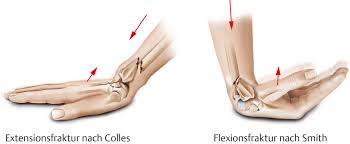 Extensionsfraktur nach Colles
Flexionsfraktur nach Smith